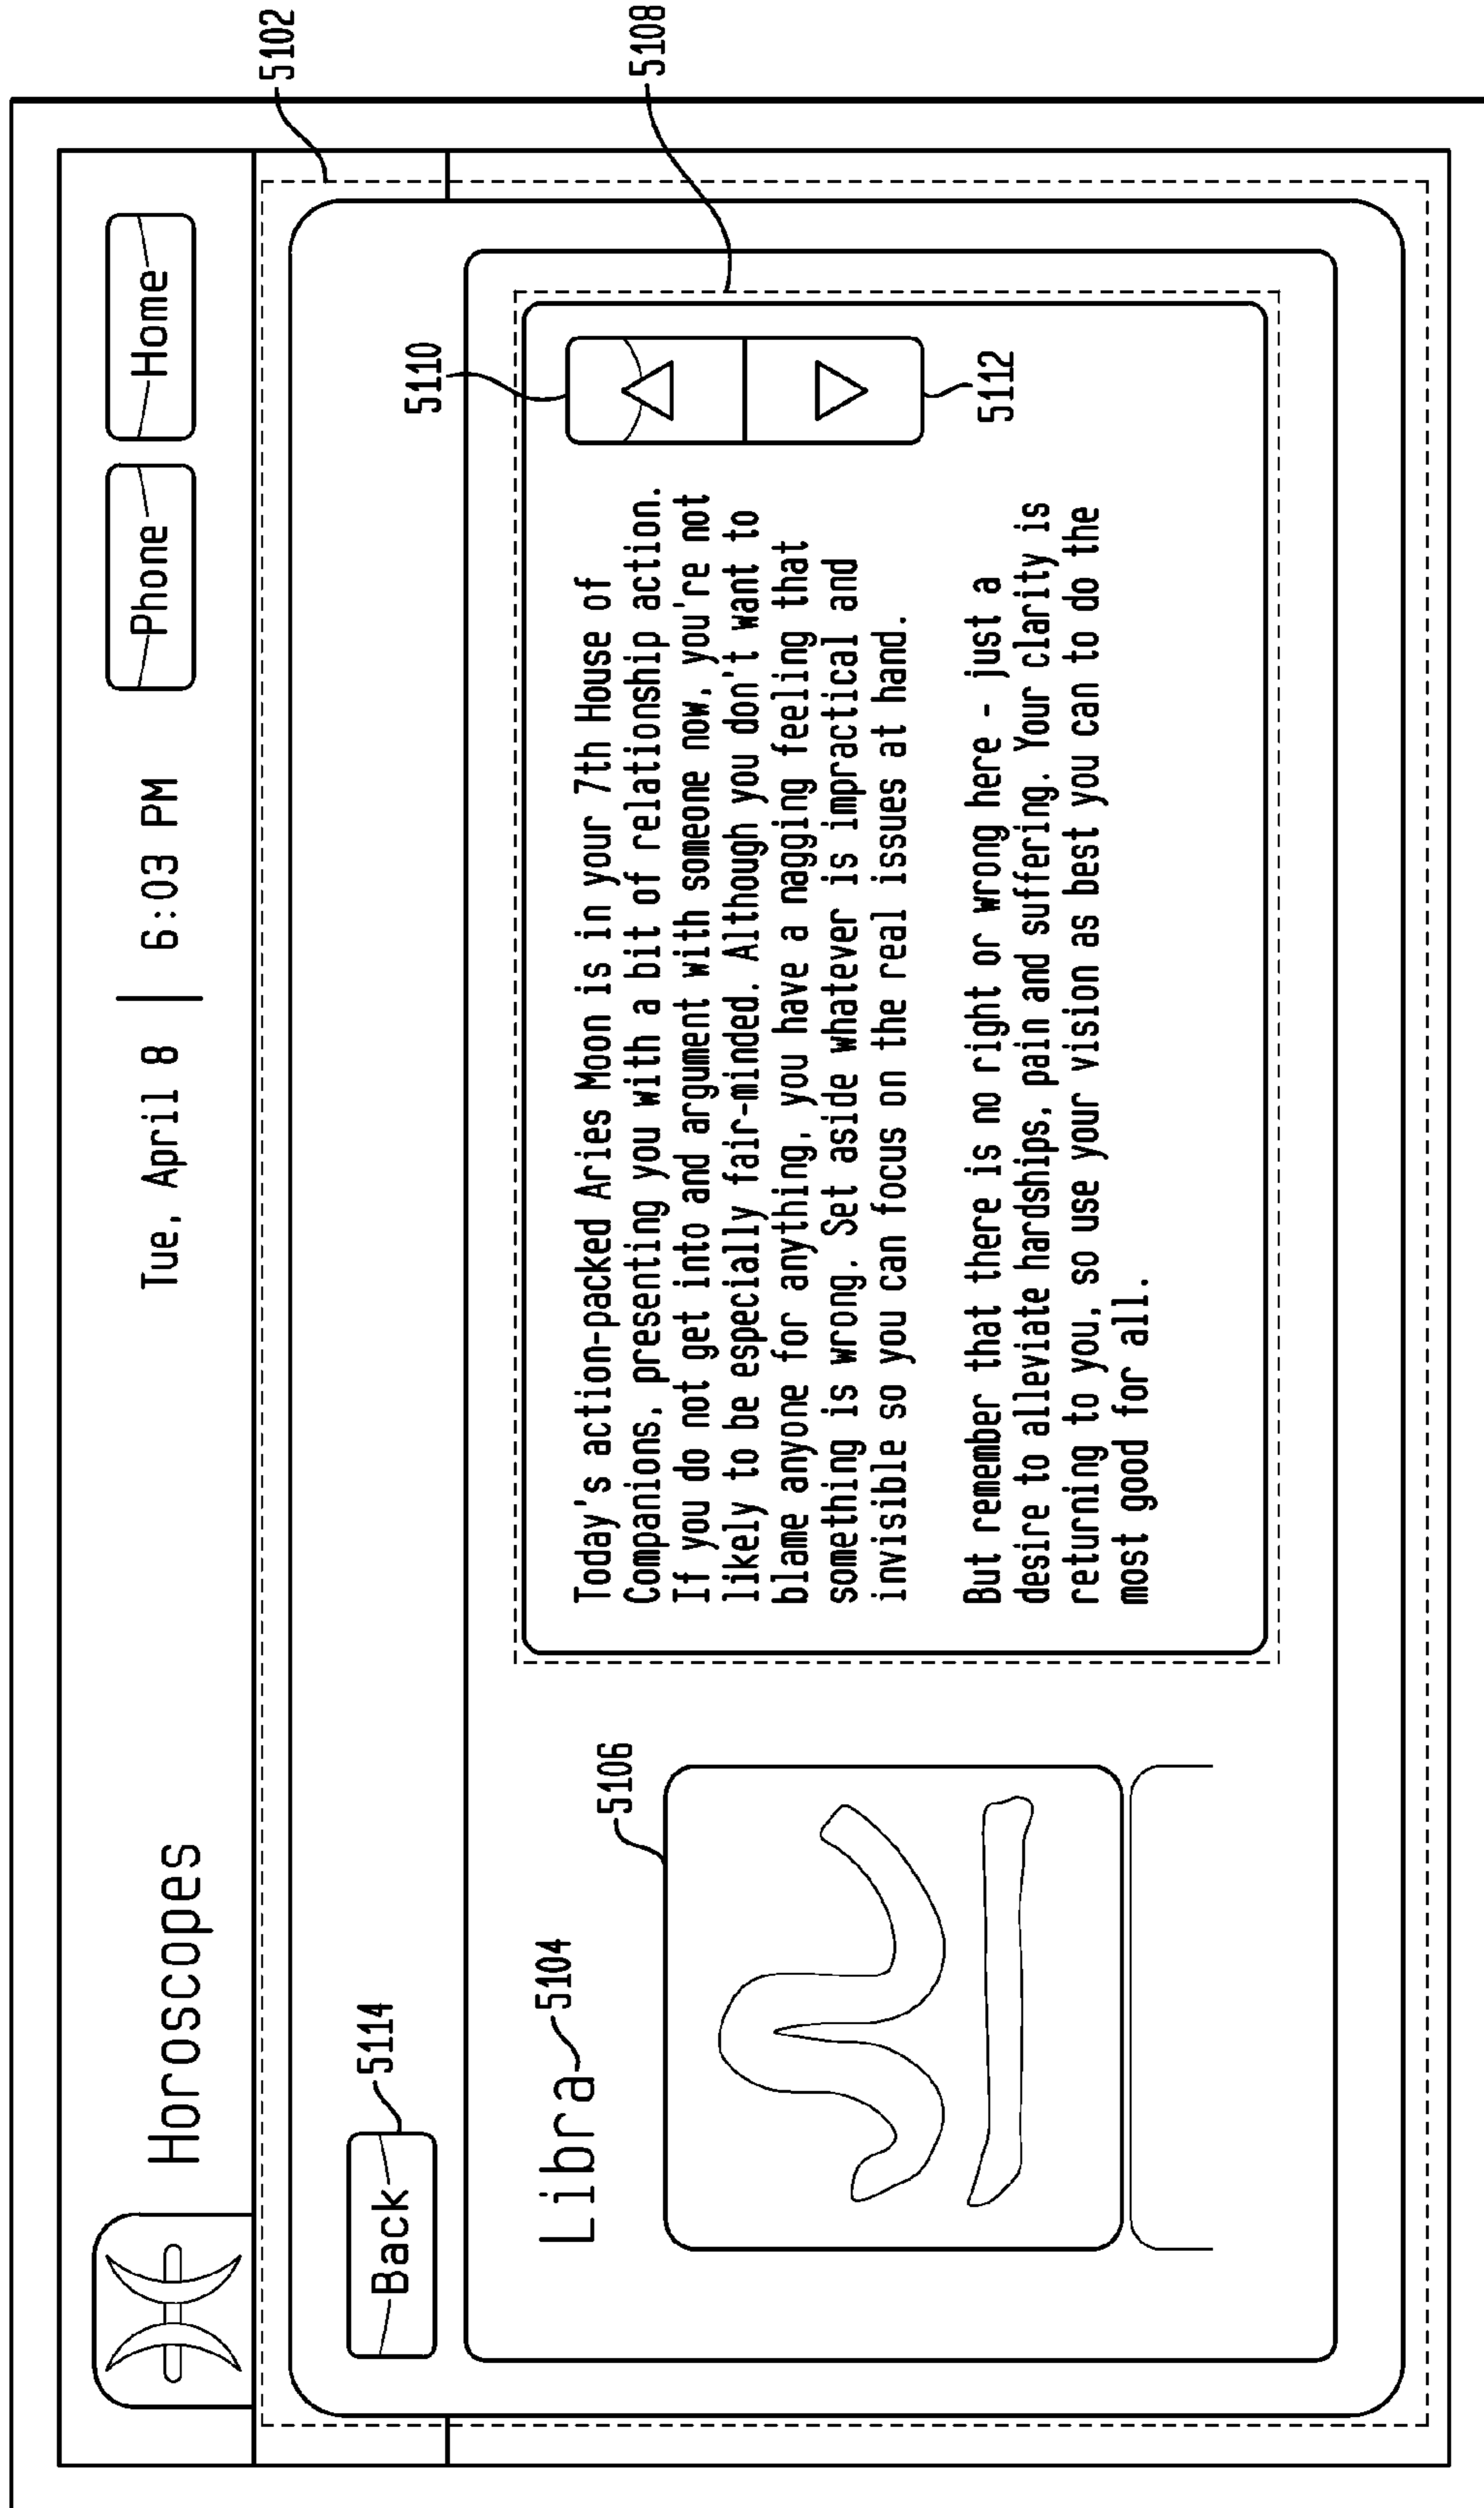 Horoscopes
Tue, April 8 | 6:03 PM
Phone
Home
5102
Back
5114
5110
5108
Libra
5104
5106
Today's action-packed Aries Moon is in your 7th House of
Companions, presenting you with a bit of relationship action.
If you do not get into and argument with someone now, you're not
likely to be especially fair-minded. Although you don't want to
blame anyone for anything, you have a nagging feeling that
something is wrong. Set aside whatever is impractical and
invisible so you can focus on the real issues at hand.
But remember that there is no right or wrong here - just a
desire to alleviate hardships, pain and suffering. Your clarity is
returning to you, so use your vision as best you can to do the
most good for all.
5112